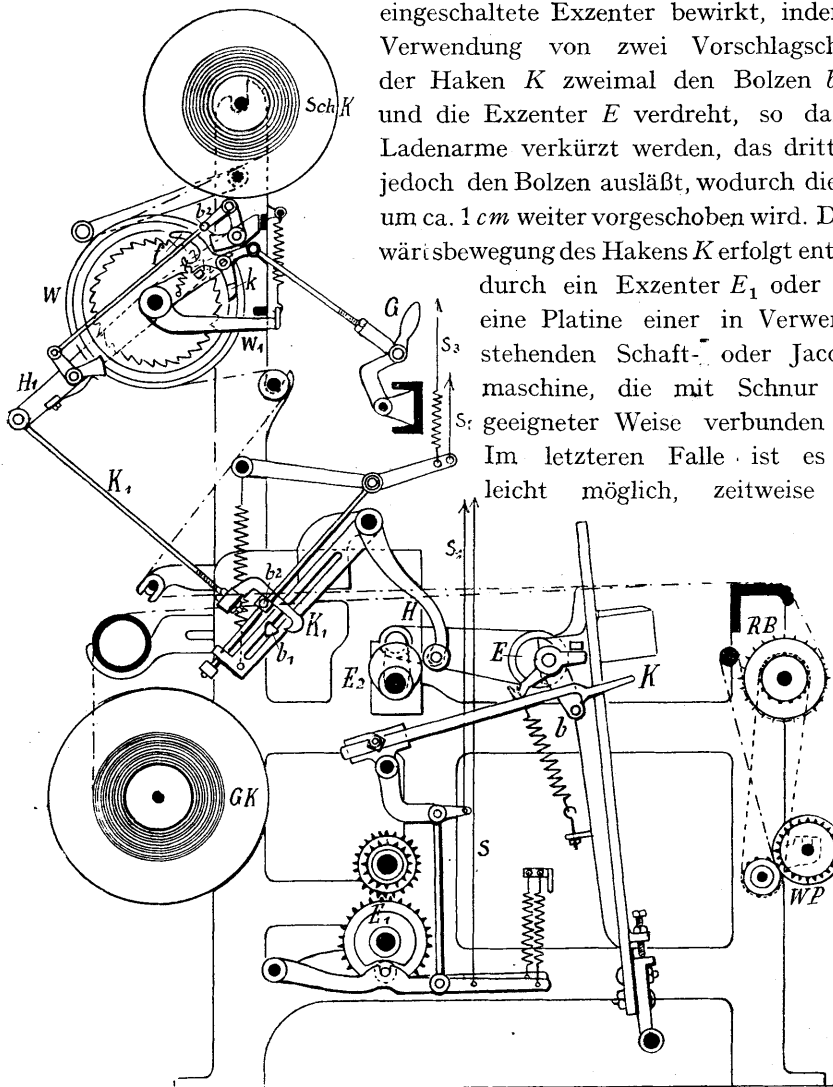 eingeschaltete Exzenter bewirkt, inder
Verwendung von zwei Vorschlagsch
der Haken K zweimal den Bolzen b
und die Exzenter E verdreht, so da
Ladenarme verkürzt werden, das dritt
jedoch den Bolzen ausläßt, wodurch die
um ca. 1 cm weiter vorgeschoben wird. D
wärtsbewegung des Hakens K erfolgt ent
durch ein Exzenter E₁ oder
eine Platine einer in Verwer
stehenden Schaft- oder Jaco
maschine, die mit Schnur
geeigneter Weise verbunden
Im letzteren Falle ist es
leicht möglich, zeitweise
Sch K
b2
W
k
W1
G
S3
H1
S1
K1
S2
b2
K1
b1
H
E2
E
K
b
RB
GK
S
E1
WP